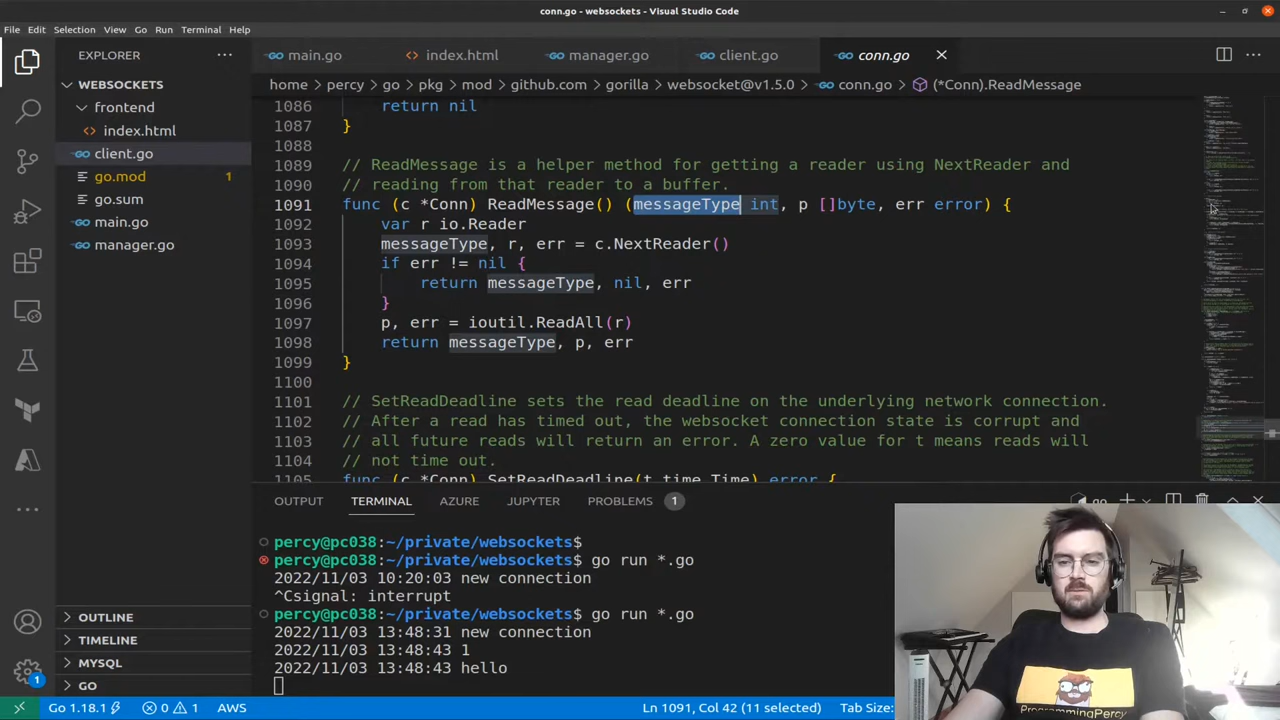 conn.go - websockets - Visual Studio Code
File Edit Selection View Go Run Terminal Help
EXPLORER
main.go
index.html
manager.go
client.go
conn.go
WEBSOCKETS
home percy go pkg mod github.com gorilla websocket@v1.5.0 conn.go (*Conn).ReadMessage
frontend
index.html
client.go
go.mod 1
go.sum
main.go
manager.go
1086 return nil
1087 }
1088
1089 // ReadMessage is a helper method for getting a reader using NextReader and
1090 // reading from that reader to a buffer.
1091 func (c *Conn) ReadMessage() (messageType int, p []byte, err error) {
1092 var r io.Reader
1093 messageType, r, err = c.NextReader()
1094 if err != nil {
1095 return messageType, nil, err
1096 }
1097 p, err = ioutil.ReadAll(r)
1098 return messageType, p, err
1099 }
1100
1101 // SetReadDeadline sets the read deadline on the underlying network connection.
1102 // After a read has timed out, the websocket connection state is corrupt and
1103 // all future reads will return an error. A zero value for t means reads will
1104 // not time out.
1105 func (c *Conn) SetReadDeadline(t time.Time) error {
OUTPUT TERMINAL AZURE JUPYTER PROBLEMS 1
go
percy@pc038:~/private/websockets$
percy@pc038:~/private/websockets$ go run *.go
2022/11/03 10:20:03 new connection
^Csignal: interrupt
percy@pc038:~/private/websockets$ go run *.go
2022/11/03 13:48:31 new connection
2022/11/03 13:48:43 1
2022/11/03 13:48:43 hello
OUTLINE
TIMELINE
MYSQL
GO
1
Go 1.18.1 0 1 AWS
Ln 1091, Col 42 (11 selected) Tab Size:
ProgrammingPercy